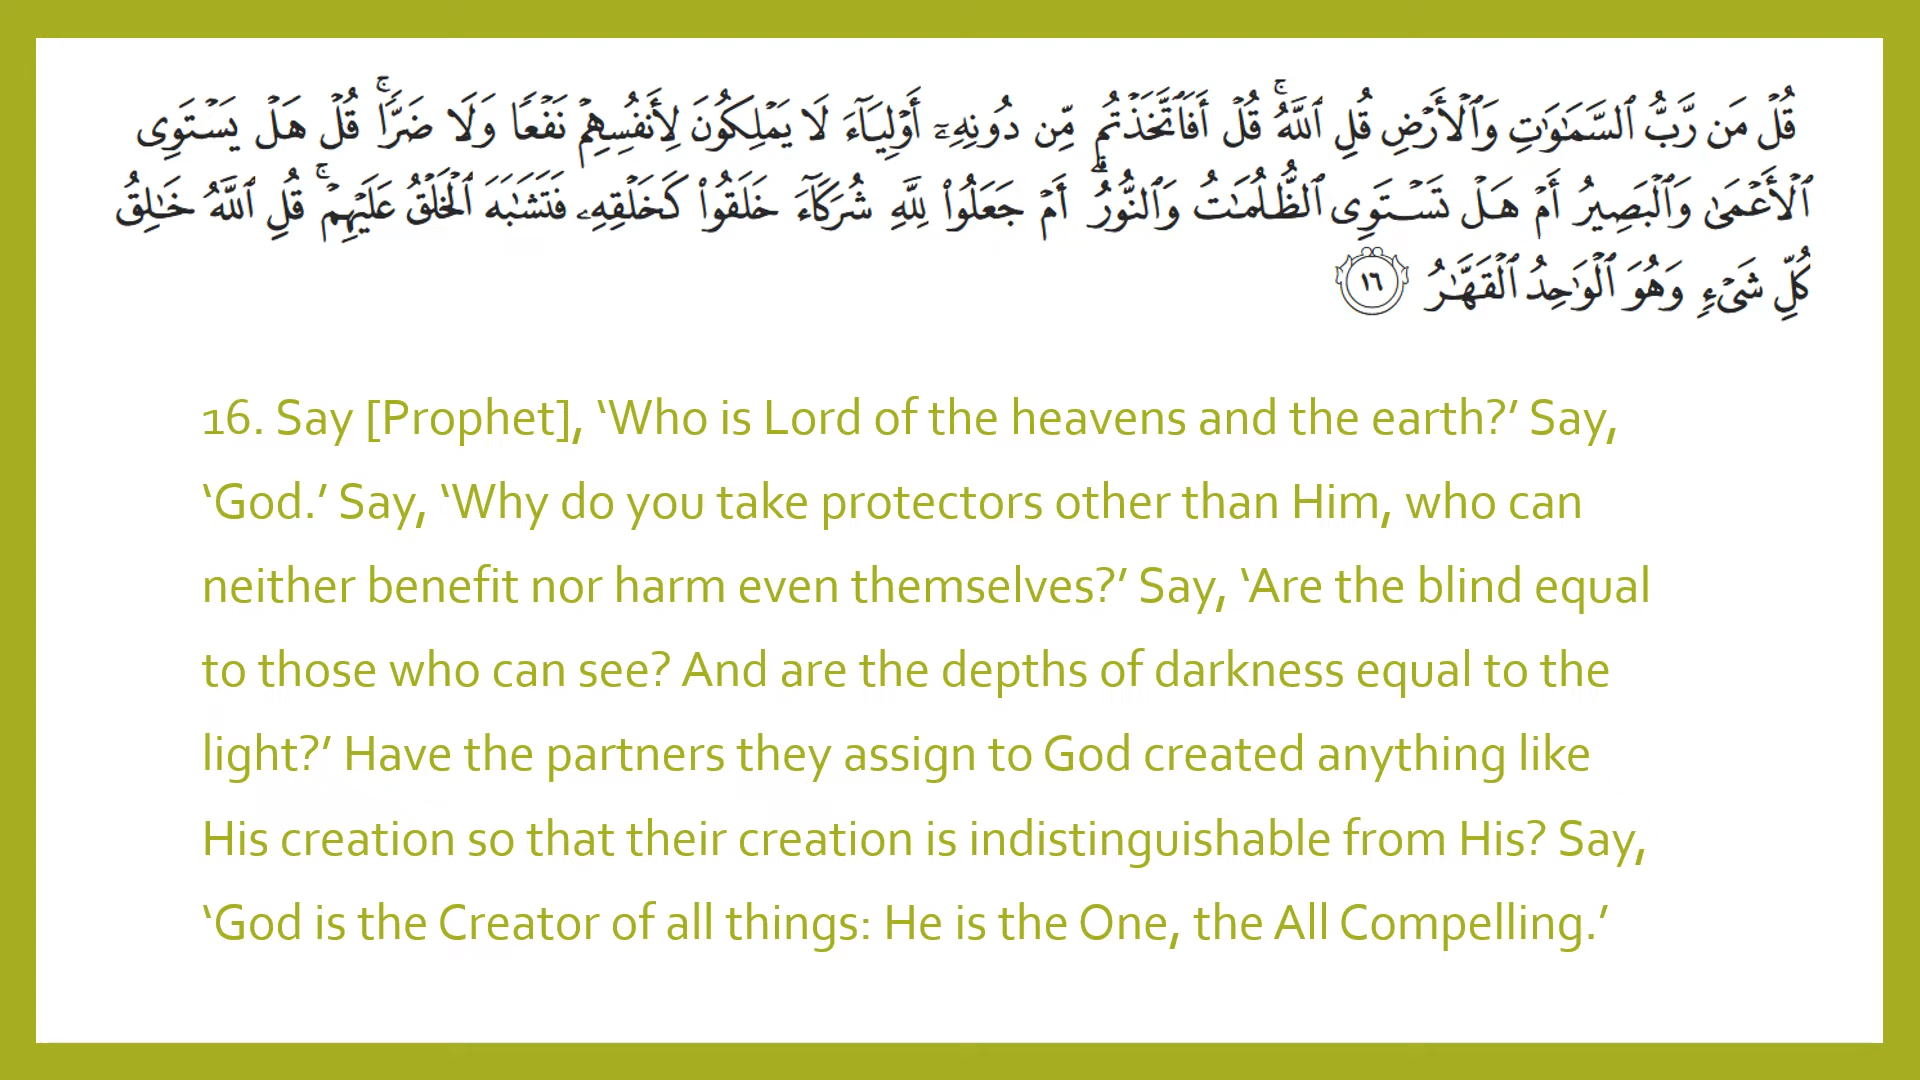 قُلْ مَن رَّبُّ ٱلسَّمَـٰوَٰتِ وَٱلْأَرْضِ قُلِ ٱللَّهُ ۚ قُلْ أَفَٱتَّخَذْتُم مِّن دُونِهِۦٓ أَوْلِيَآءَ لَا يَمْلِكُونَ لِأَنفُسِهِمْ نَفْعًا وَلَا ضَرًّا ۚ قُلْ هَلْ يَسْتَوِى
ٱلْأَعْمَىٰ وَٱلْبَصِيرُ أَمْ هَلْ تَسْتَوِى ٱلظُّلُمَـٰتُ وَٱلنُّورُ ۗ أَمْ جَعَلُوا۟ لِلَّهِ شُرَكَآءَ خَلَقُوا۟ كَخَلْقِهِۦ فَتَشَـٰبَهَ ٱلْخَلْقُ عَلَيْهِمْ ۚ قُلِ ٱللَّهُ خَـٰلِقُ
كُلِّ شَىْءٍ وَهُوَ ٱلْوَٰحِدُ ٱلْقَهَّـٰرُ ١٦
16. Say [Prophet], ‘Who is Lord of the heavens and the earth?’ Say,
‘God.’ Say, ‘Why do you take protectors other than Him, who can
neither benefit nor harm even themselves?’ Say, ‘Are the blind equal
to those who can see? And are the depths of darkness equal to the
light?’ Have the partners they assign to God created anything like
His creation so that their creation is indistinguishable from His? Say,
‘God is the Creator of all things: He is the One, the All Compelling.’